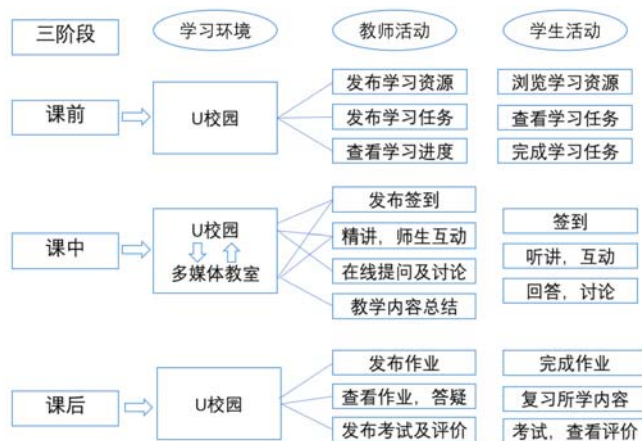 三阶段
学习环境
教师活动
学生活动
课前
U校园
发布学习资源
发布学习任务
查看学习进度
浏览学习资源
查看学习任务
完成学习任务
课中
U校园
多媒体教室
发布签到
精讲，师生互动
在线提问及讨论
教学内容总结
签到
听讲，互动
回答，讨论
课后
U校园
发布作业
查看作业，答疑
发布考试及评价
完成作业
复习所学内容
考试，查看评价